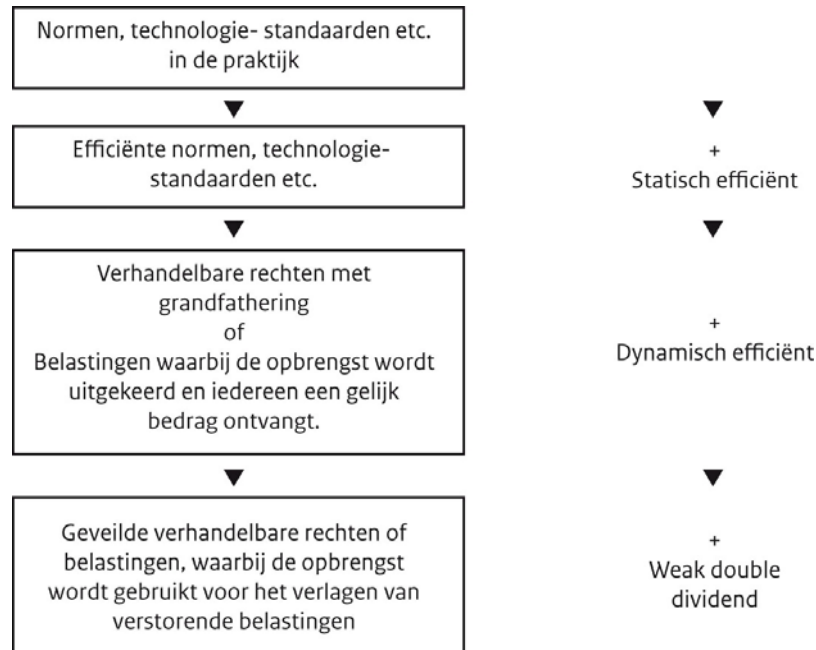 Normen, technologie- standaarden etc.
in de praktijk
Efficiënte normen, technologie-
standaarden etc.
+
Statisch efficiënt
Verhandelbare rechten met
grandfathering
of
Belastingen waarbij de opbrengst wordt
uitgekeerd en iedereen een gelijk
bedrag ontvangt.
+
Dynamisch efficiënt
Geveilde verhandelbare rechten of
belastingen, waarbij de opbrengst
wordt gebruikt voor het verlagen van
verstorende belastingen
+
Weak double
dividend